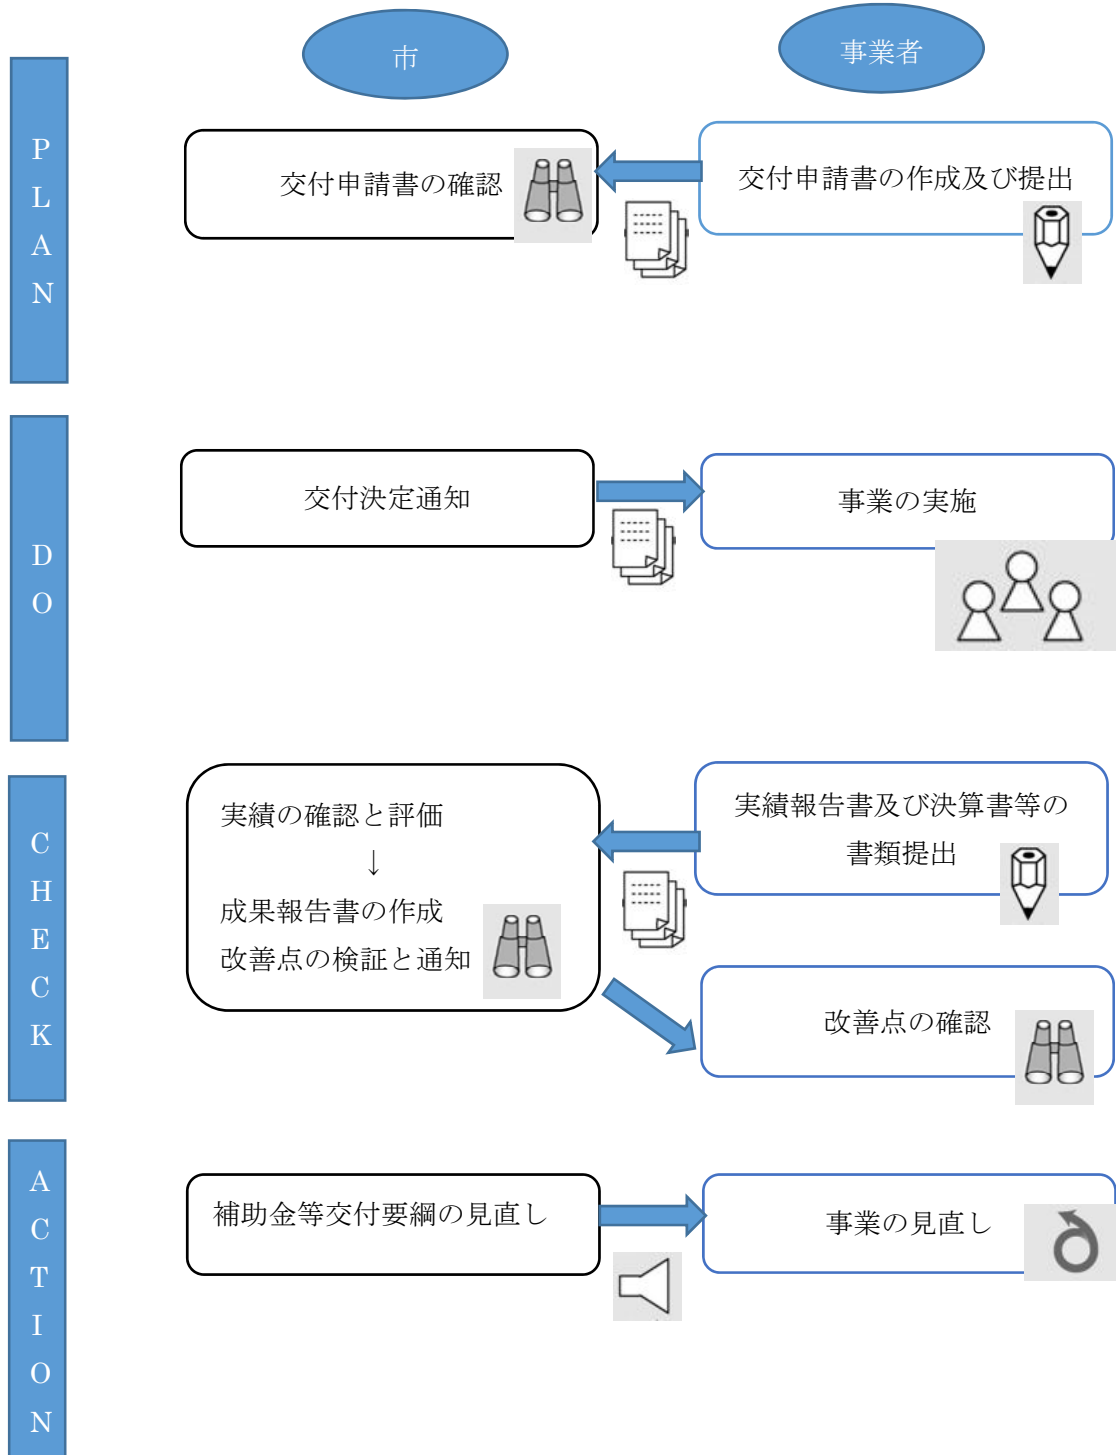 市
事業者
PLAN
交付申請書の確認
交付申請書の作成及び提出
DO
交付決定通知
事業の実施
CHECK
実績の確認と評価
↓
成果報告書の作成
改善点の検証と通知
実績報告書及び決算書等の
書類提出
改善点の確認
ACTION
補助金等交付要綱の見直し
事業の見直し